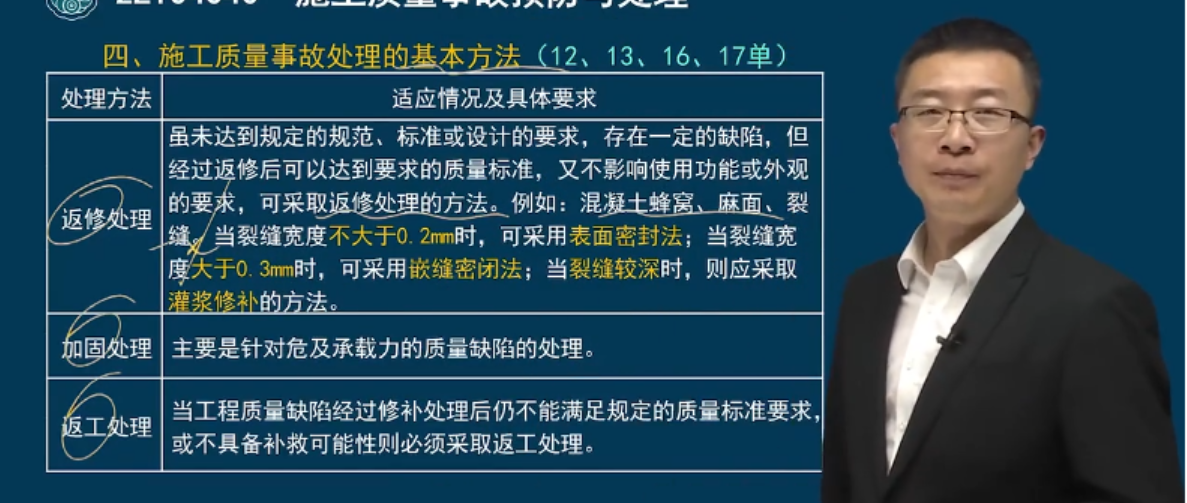 施工质量事故预防与处理
四、施工质量事故处理的基本方法（12、13、16、17单）
处理方法
适应情况及具体要求
返修处理
虽未达到规定的规范、标准或设计的要求，存在一定的缺陷，但
经过返修后可以达到要求的质量标准，又不影响使用功能或外观
的要求，可采取返修处理的方法。例如：混凝土蜂窝、麻面、裂
缝。当裂缝宽度不大于0.2mm时，可采用表面密封法；当裂缝宽
度大于0.3mm时，可采用嵌缝密闭法；当裂缝较深时，则应采取
灌浆修补的方法。
加固处理
主要是针对危及承载力的质量缺陷的处理。
返工处理
当工程质量缺陷经过修补处理后仍不能满足规定的质量标准要求，
或不具备补救可能性则必须采取返工处理。